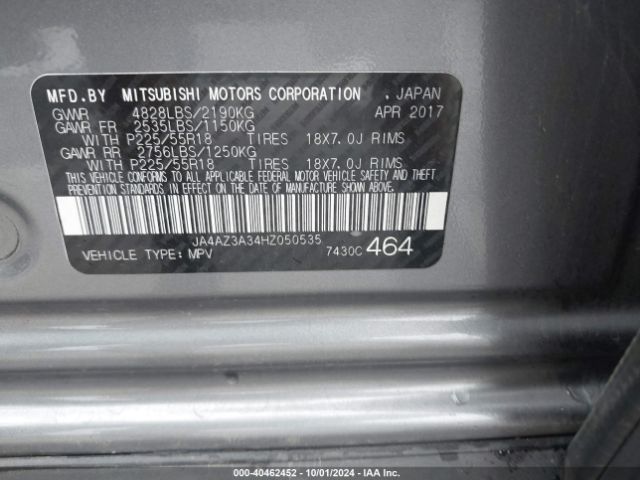 MFD.BY MITSUBISHI MOTORS CORPORATION .JAPAN
GVWR 4828LBS/2190KG APR 2017
GAWR FR 2535LBS/1150KG
WITH P225/55R18 TIRES 18X7.0J RIMS
GAWR RR 2756LBS/1250KG
WITH P225/55R18 TIRES 18X7.0J RIMS
THIS VEHICLE CONFORMS TO ALL APPLICABLE FEDERAL MOTOR VEHICLE SAFETY AND THEFT
PREVENTION STANDARDS IN EFFECT ON THE DATE OF MANUFACTURE SHOWN ABOVE.
JA4AZ3A34HZ050535
VEHICLE TYPE:MPV 7430C 464
000-40462452 - 10/01/2024 - IAA Inc.